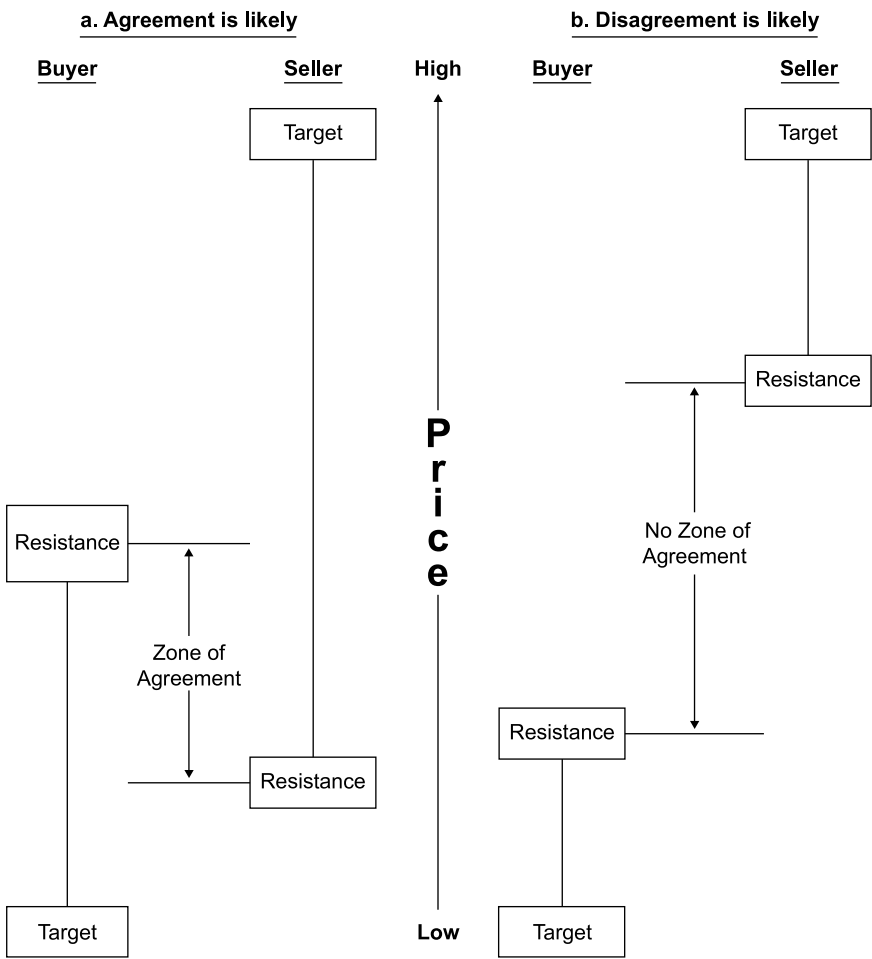 a. Agreement is likely
Buyer
Seller
Target
Resistance
Zone of
Agreement
Resistance
Target
High
Price
Low
b. Disagreement is likely
Buyer
Seller
Target
Resistance
No Zone of
Agreement
Resistance
Target